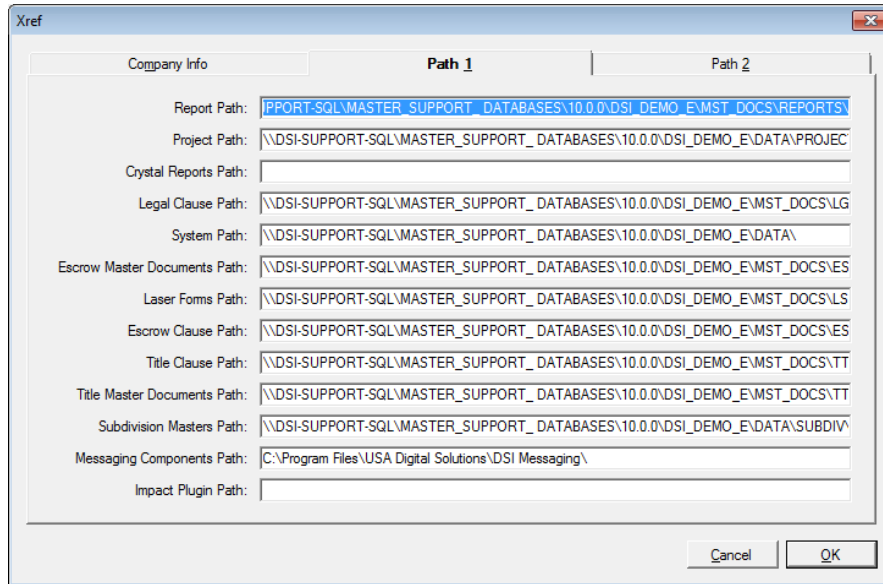 Xref
Company Info Path 1 Path 2
Report Path: JPPORT-SQL\MASTER_SUPPORT_ DATABASES\10.0.0\DSI_DEMO_E\MST_DOCS\REPORTS\
Project Path: \\DSI-SUPPORT-SQL\MASTER_SUPPORT_ DATABASES\10.0.0\DSI_DEMO_E\DATA\PROJEC
Crystal Reports Path:
Legal Clause Path: \\DSI-SUPPORT-SQL\MASTER_SUPPORT_ DATABASES\10.0.0\DSI_DEMO_E\MST_DOCS\LG
System Path: \\DSI-SUPPORT-SQL\MASTER_SUPPORT_ DATABASES\10.0.0\DSI_DEMO_E\DATA\
Escrow Master Documents Path: \\DSI-SUPPORT-SQL\MASTER_SUPPORT_ DATABASES\10.0.0\DSI_DEMO_E\MST_DOCS\ES
Laser Forms Path: \\DSI-SUPPORT-SQL\MASTER_SUPPORT_ DATABASES\10.0.0\DSI_DEMO_E\MST_DOCS\LS
Escrow Clause Path: \\DSI-SUPPORT-SQL\MASTER_SUPPORT_ DATABASES\10.0.0\DSI_DEMO_E\MST_DOCS\ES
Title Clause Path: \\DSI-SUPPORT-SQL\MASTER_SUPPORT_ DATABASES\10.0.0\DSI_DEMO_E\MST_DOCS\TT
Title Master Documents Path: \\DSI-SUPPORT-SQL\MASTER_SUPPORT_ DATABASES\10.0.0\DSI_DEMO_E\MST_DOCS\TT
Subdivision Masters Path: \\DSI-SUPPORT-SQL\MASTER_SUPPORT_ DATABASES\10.0.0\DSI_DEMO_E\DATA\SUBDIV\
Messaging Components Path: C:\Program Files\USA Digital Solutions\DSI Messaging\
Impact Plugin Path:
Cancel OK